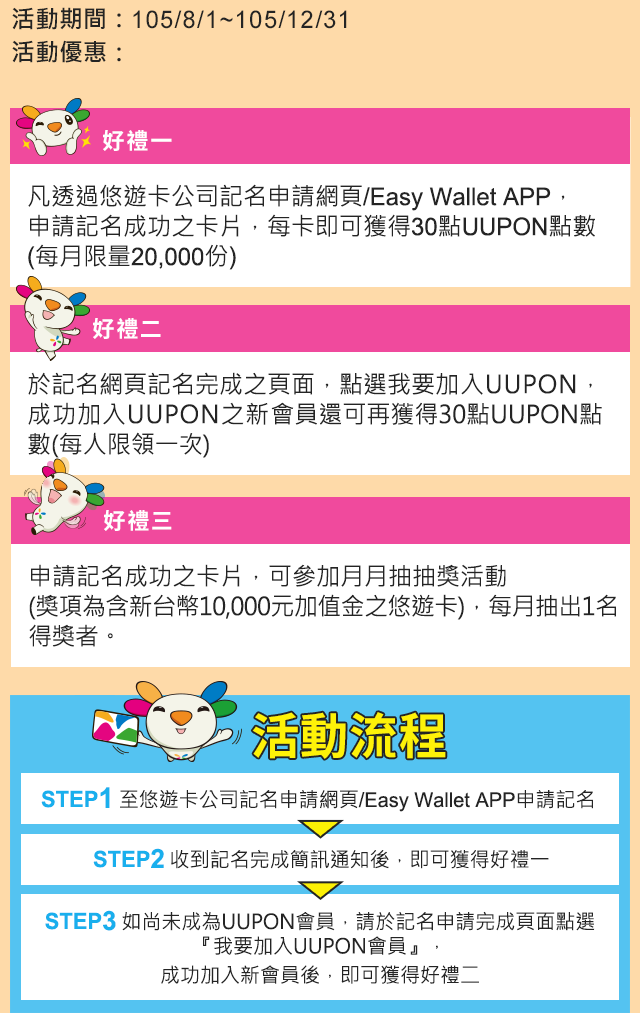 活動期間：105/8/1~105/12/31
活動優惠：
好禮一
凡透過悠遊卡公司記名申請網頁/Easy Wallet APP，
申請記名成功之卡片，每卡即可獲得30點UUPON點數
(每月限量20,000份)
好禮二
於記名網頁記名完成之頁面，點選我要加入UUPON，
成功加入UUPON之新會員還可再獲得30點UUPON點
數(每人限領一次)
好禮三
申請記名成功之卡片，可參加月月抽抽獎活動
(獎項為含新台幣10,000元加值金之悠遊卡)，每月抽出1名
得獎者。
活動流程
STEP1 至悠遊卡公司記名申請網頁/Easy Wallet APP申請記名
STEP2 收到記名完成簡訊通知後，即可獲得好禮一
STEP3 如尚未成為UUPON會員，請於記名申請完成頁面點選
『我要加入UUPON會員』，
成功加入新會員後，即可獲得好禮二